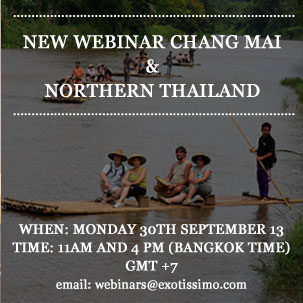 NEW WEBINAR CHANG MAI
&
NORTHERN THAILAND
WHEN: MONDAY 30TH SEPTEMBER 13
TIME: 11AM AND 4 PM (BANGKOK TIME)
GMT +7
email: webinars@exotissimo.com